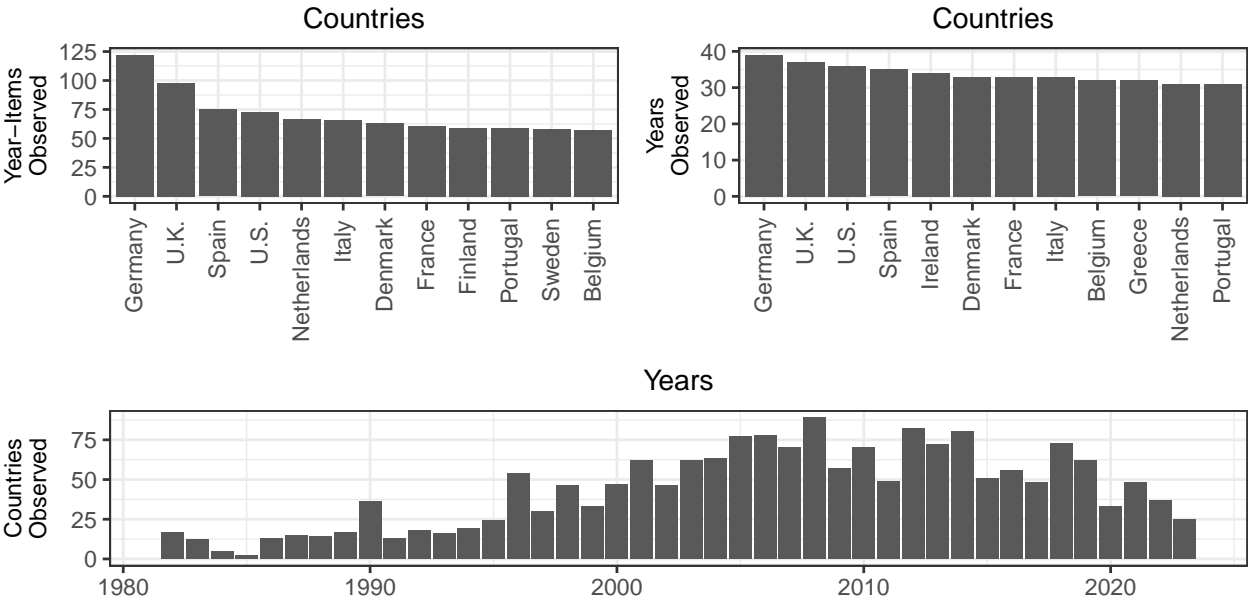 Countries
Year−Items
Observed
125
100
75
50
25
0
Germany
U.K.
Spain
U.S.
Netherlands
Italy
Denmark
France
Finland
Portugal
Sweden
Belgium
Countries
Years
Observed
40
30
20
10
0
Germany
U.K.
U.S.
Spain
Ireland
Denmark
France
Italy
Belgium
Greece
Netherlands
Portugal
Years
Countries
Observed
75
50
25
0
1980
1990
2000
2010
2020